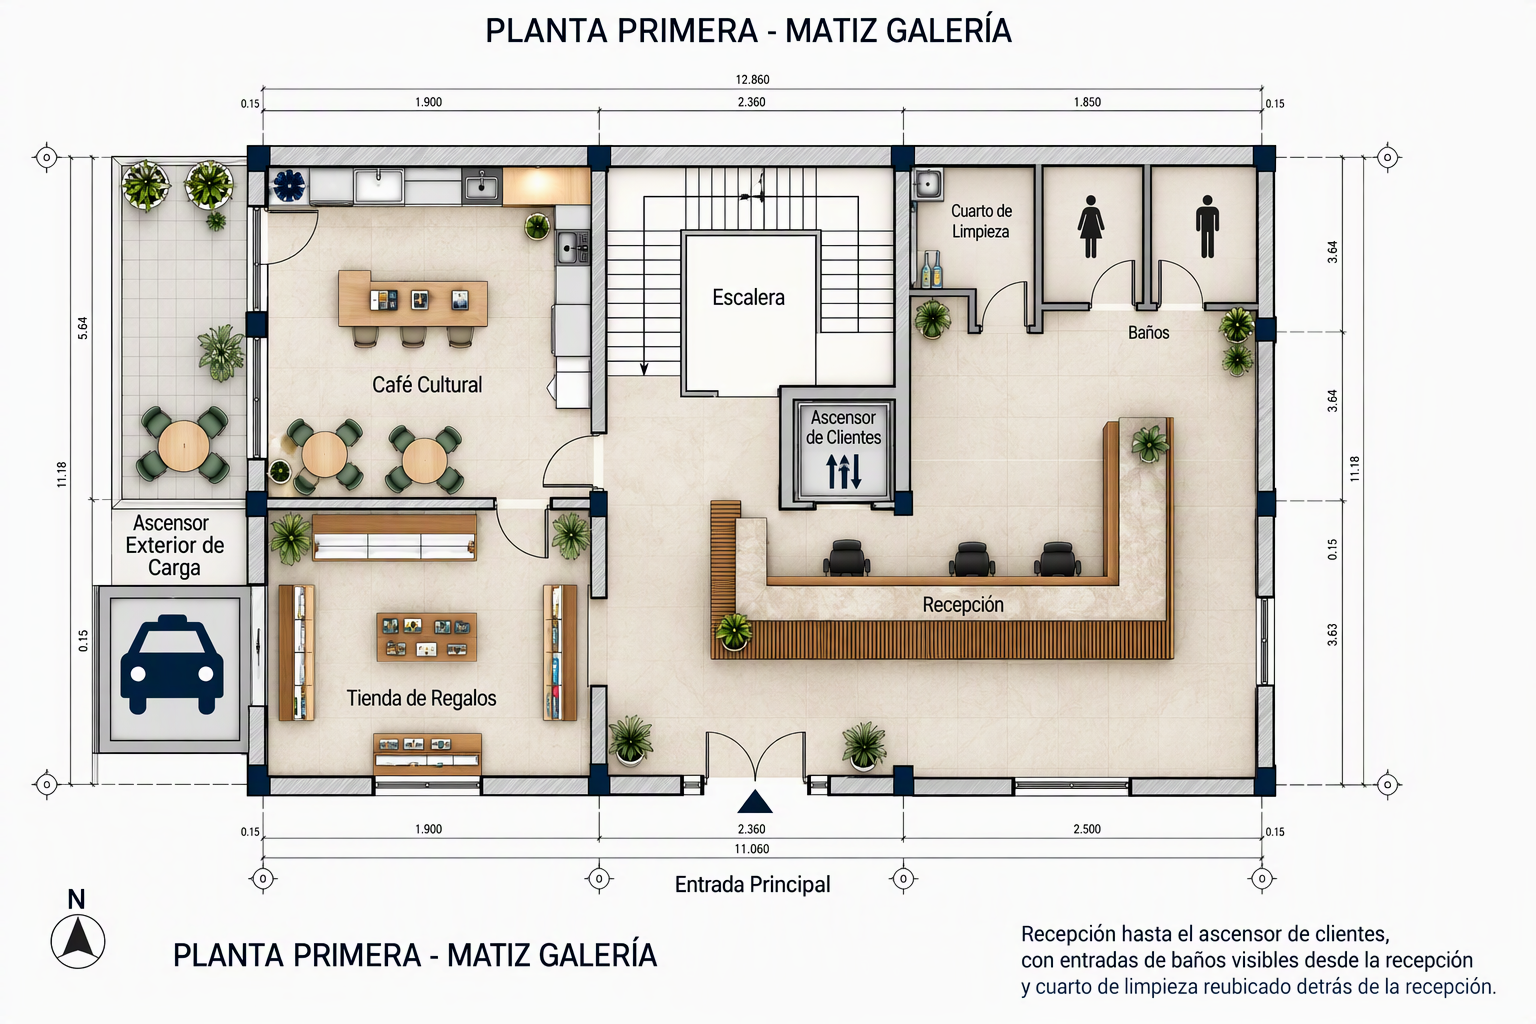 PLANTA PRIMERA - MATIZ GALERÍA
12.860
0.15
1.900
2.360
1.850
0.15
Cuarto de
Limpieza
3.64
Escalera
5.64
Baños
Café Cultural
3.64
Ascensor
de Clientes
11.18
11.18
Ascensor
Exterior de
Carga
0.15
Recepción
0.15
3.63
Tienda de Regalos
0.15
1.900
2.360
2.500
0.15
11.060
Entrada Principal
N
PLANTA PRIMERA - MATIZ GALERÍA
Recepción hasta el ascensor de clientes,
con entradas de baños visibles desde la recepción
y cuarto de limpieza reubicado detrás de la recepción.